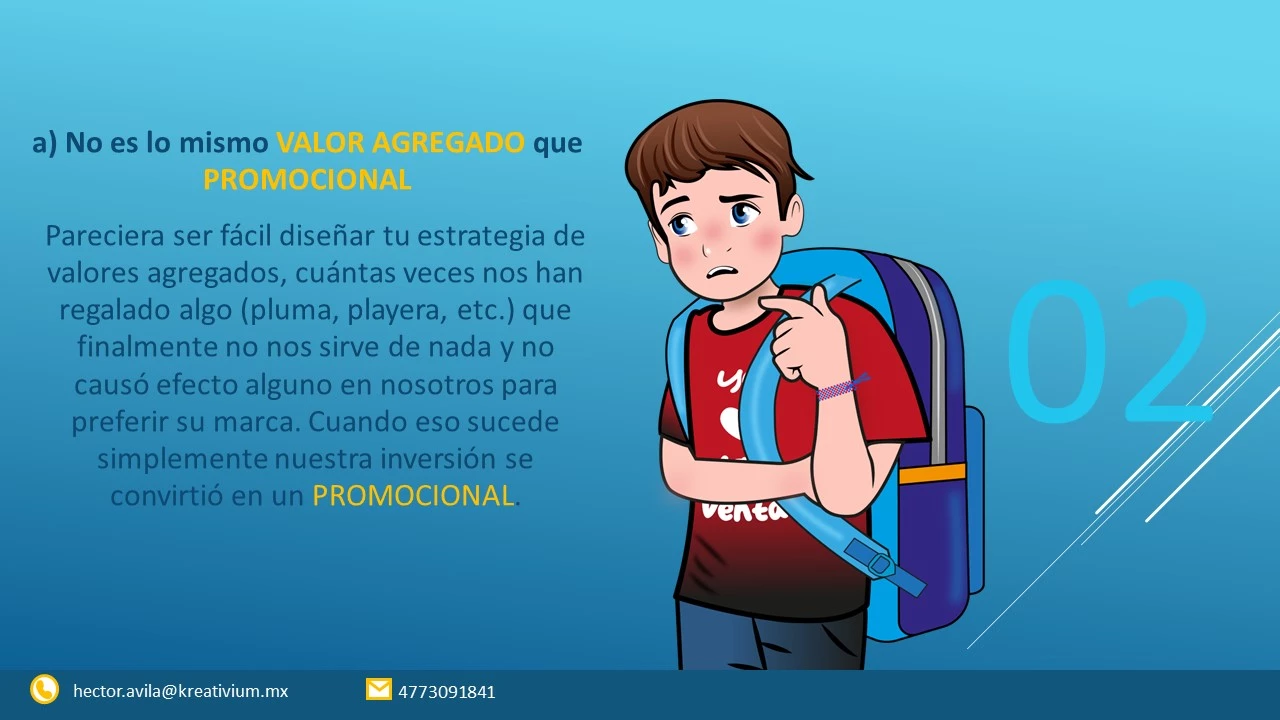 a) No es lo mismo VALOR AGREGADO que
PROMOCIONAL
Pareciera ser fácil diseñar tu estrategia de
valores agregados, cuántas veces nos han
regalado algo (pluma, playera, etc.) que
finalmente no nos sirve de nada y no
causó efecto alguno en nosotros para
preferir su marca. Cuando eso sucede
simplemente nuestra inversión se
convirtió en un PROMOCIONAL.
02
hector.avila@kreativium.mx
4773091841